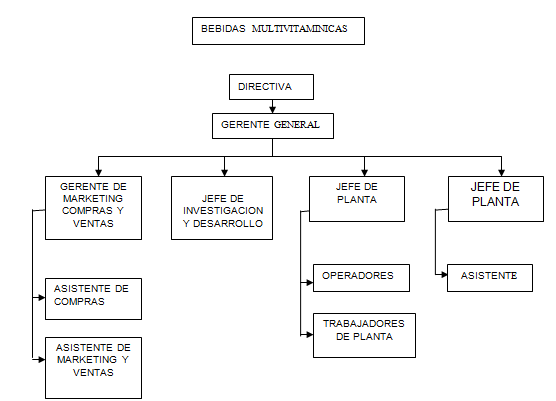 BEBIDAS MULTIVITAMINICAS
DIRECTIVA
GERENTE GENERAL
GERENTE DE
MARKETING
COMPRAS Y
VENTAS
JEFE DE
INVESTIGACION
Y DESARROLLO
JEFE DE
PLANTA
JEFE DE
PLANTA
ASISTENTE DE
COMPRAS
OPERADORES
ASISTENTE
TRABAJADORES
DE PLANTA
ASISTENTE DE
MARKETING Y
VENTAS